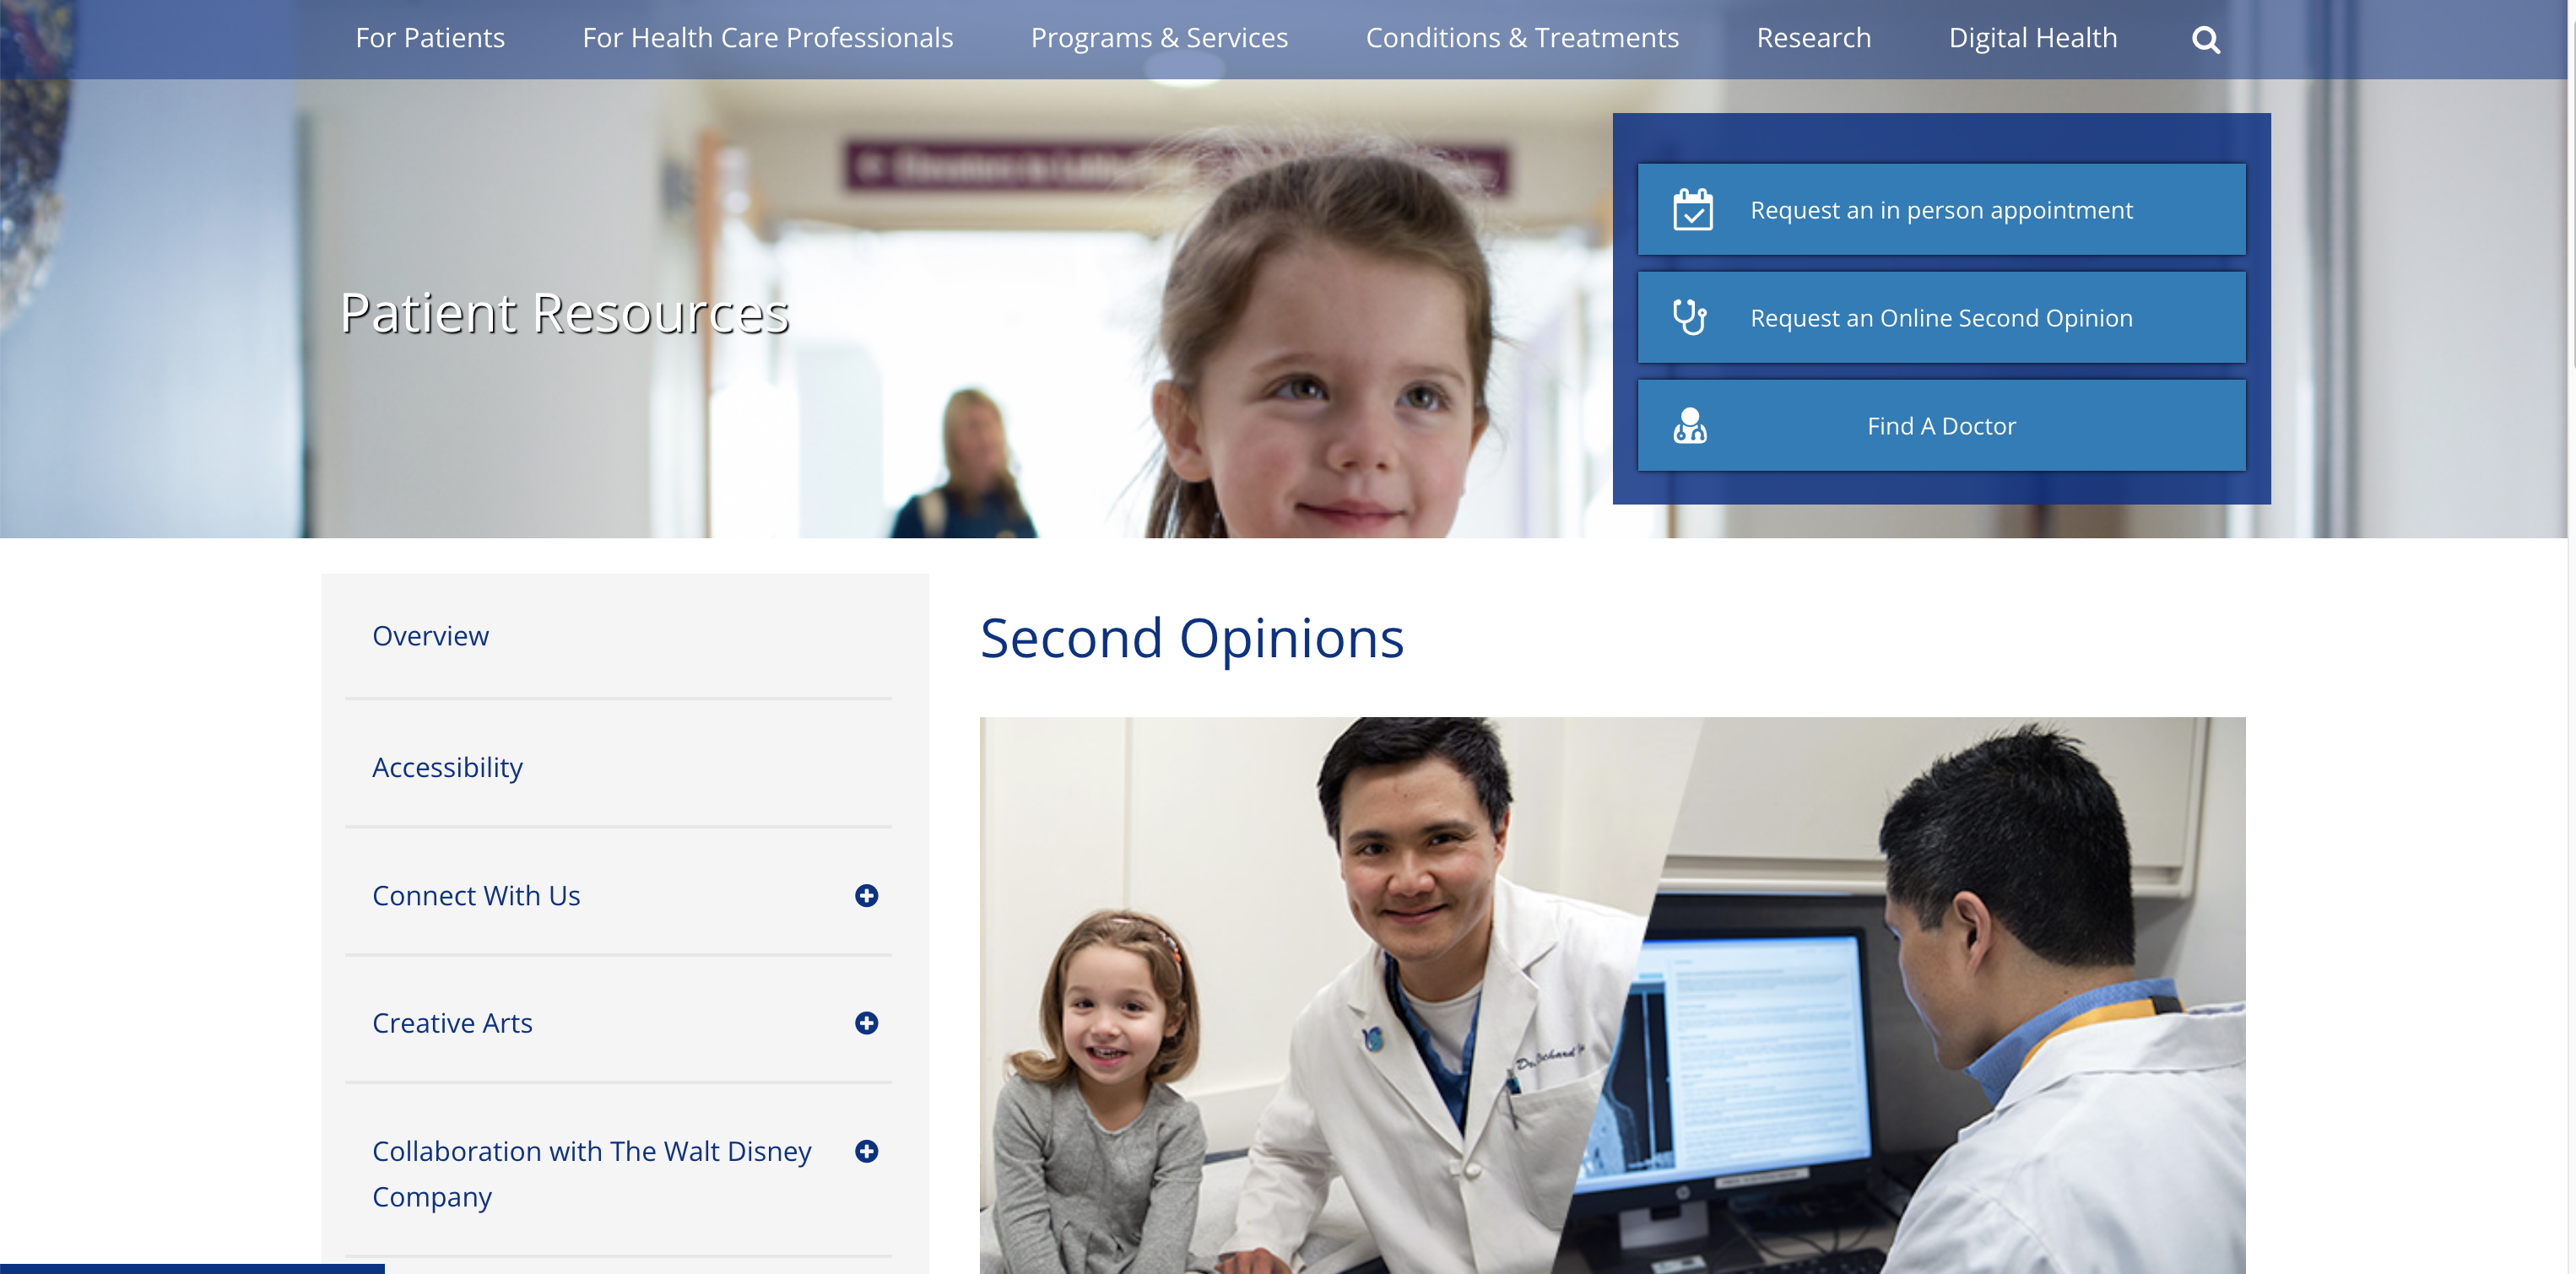 For Patients
For Health Care Professionals
Programs & Services
Conditions & Treatments
Research
Digital Health
Patient Resources
Request an in person appointment
Request an Online Second Opinion
Find A Doctor
Overview
Accessibility
Connect With Us
Creative Arts
Collaboration with The Walt Disney
Company
Second Opinions
Dr.